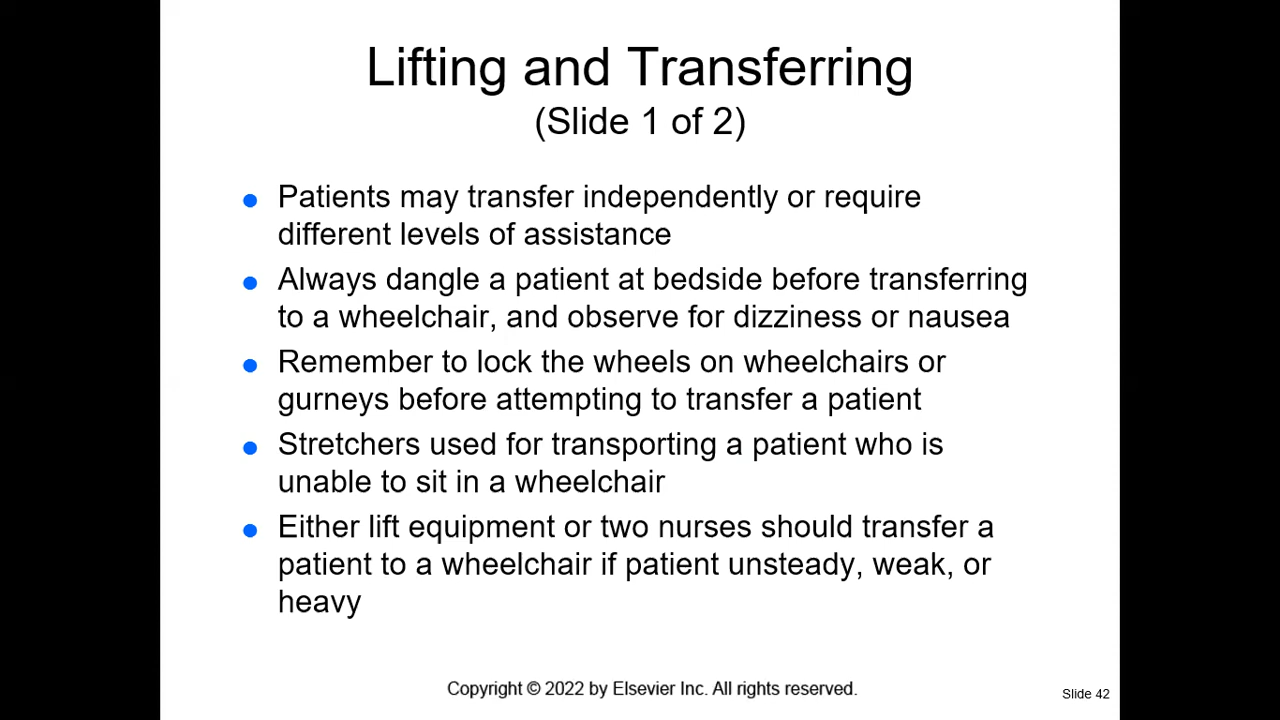 Lifting and Transferring
(Slide 1 of 2)
Patients may transfer independently or require
different levels of assistance
Always dangle a patient at bedside before transferring
to a wheelchair, and observe for dizziness or nausea
Remember to lock the wheels on wheelchairs or
gurneys before attempting to transfer a patient
Stretchers used for transporting a patient who is
unable to sit in a wheelchair
Either lift equipment or two nurses should transfer a
patient to a wheelchair if patient unsteady, weak, or
heavy
Copyright © 2022 by Elsevier Inc. All rights reserved.
Slide 42